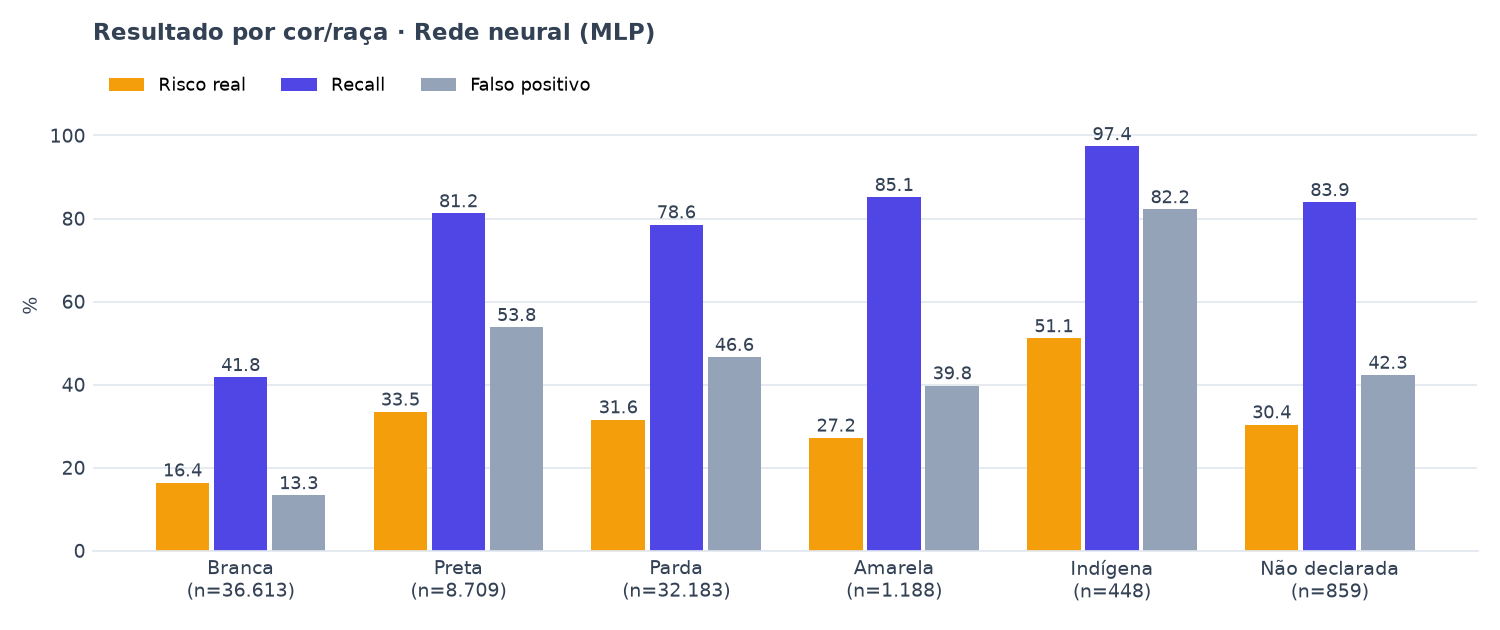 Resultado por cor/raça · Rede neural (MLP)
Risco real Recall Falso positivo
%
100
80
60
40
20
0
16.4 41.8 13.3
33.5 81.2 53.8
31.6 78.6 46.6
27.2 85.1 39.8
51.1 97.4 82.2
30.4 83.9 42.3
Branca Preta Parda Amarela Indígena Não declarada
(n=36.613) (n=8.709) (n=32.183) (n=1.188) (n=448) (n=859)